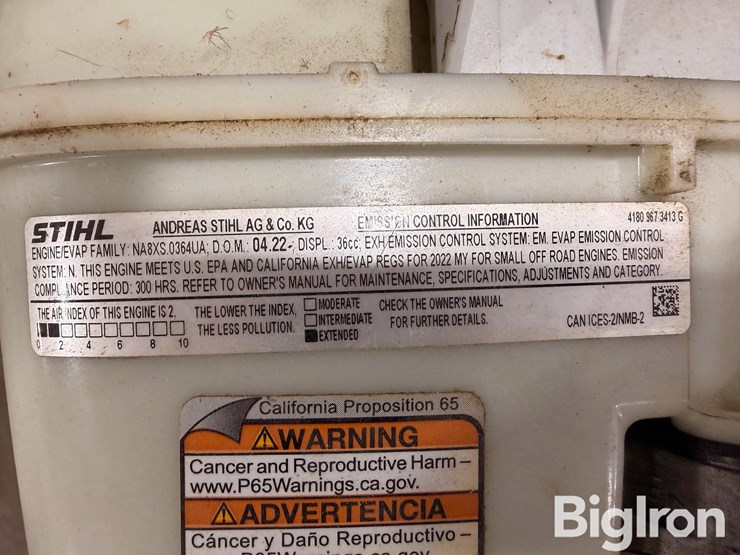 STIHL ANDREAS STIHL AG & Co. KG EMISSION CONTROL INFORMATION 4180 967 3413 G
ENGINE/EVAP FAMILY: NA8XS.0364UA; D.O.M.: 04.22-, DISPL.: 36cc; EXH/EMISSION CONTROL SYSTEM: EM. EVAP EMISSION CONTROL
SYSTEM: N. THIS ENGINE MEETS U.S. EPA AND CALIFORNIA EXH/EVAP REGS FOR 2022 MY FOR SMALL OFF ROAD ENGINES. EMISSION
COMPLIANCE PERIOD: 300 HRS. REFER TO OWNER'S MANUAL FOR MAINTENANCE, SPECIFICATIONS, ADJUSTMENTS AND CATEGORY.
THE AIR INDEX OF THIS ENGINE IS 2.
0 2 4 6 8 10
THE LOWER THE INDEX,
THE LESS POLLUTION.
MODERATE
INTERMEDIATE
EXTENDED
CHECK THE OWNER'S MANUAL
FOR FURTHER DETAILS.
CAN ICES-2/NMB-2
California Proposition 65
WARNING
Cancer and Reproductive Harm –
www.P65Warnings.ca.gov.
ADVERTENCIA
Cáncer y Daño Reproductivo –
www.P65Warnings.ca.gov.
BigIron